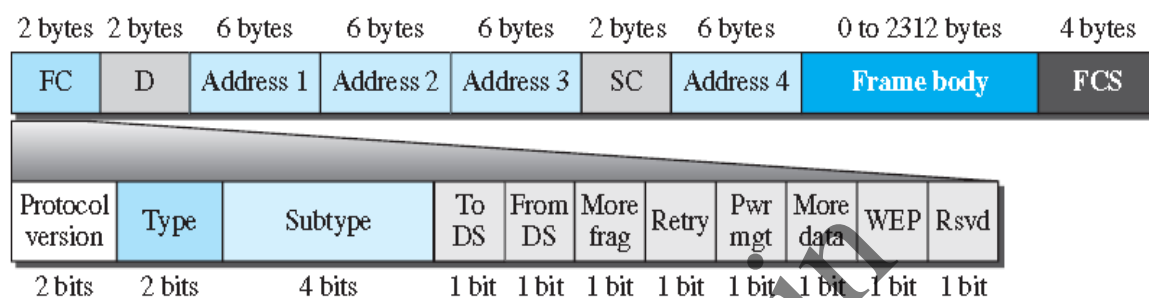 2 bytes 2 bytes 6 bytes 6 bytes 6 bytes 2 bytes 6 bytes 0 to 2312 bytes 4 bytes
FC D Address 1 Address 2 Address 3 SC Address 4 Frame body FCS
Protocol version Type Subtype To DS From DS More frag Retry Pwr mgt More data WEP Rsvd
2 bits 2 bits 4 bits 1 bit 1 bit 1 bit 1 bit 1 bit 1 bit 1 bit 1 bit